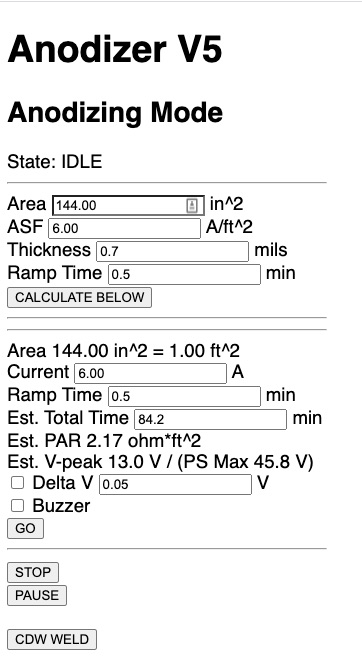 Anodizer V5
Anodizing Mode
State: IDLE
Area 144.00 in^2
ASF 6.00 A/ft^2
Thickness 0.7 mils
Ramp Time 0.5 min
CALCULATE BELOW
Area 144.00 in^2 = 1.00 ft^2
Current 6.00 A
Ramp Time 0.5 min
Est. Total Time 84.2 min
Est. PAR 2.17 ohm*ft^2
Est. V-peak 13.0 V / (PS Max 45.8 V)
Delta V 0.05 V
Buzzer
GO
STOP
PAUSE
CDW WELD